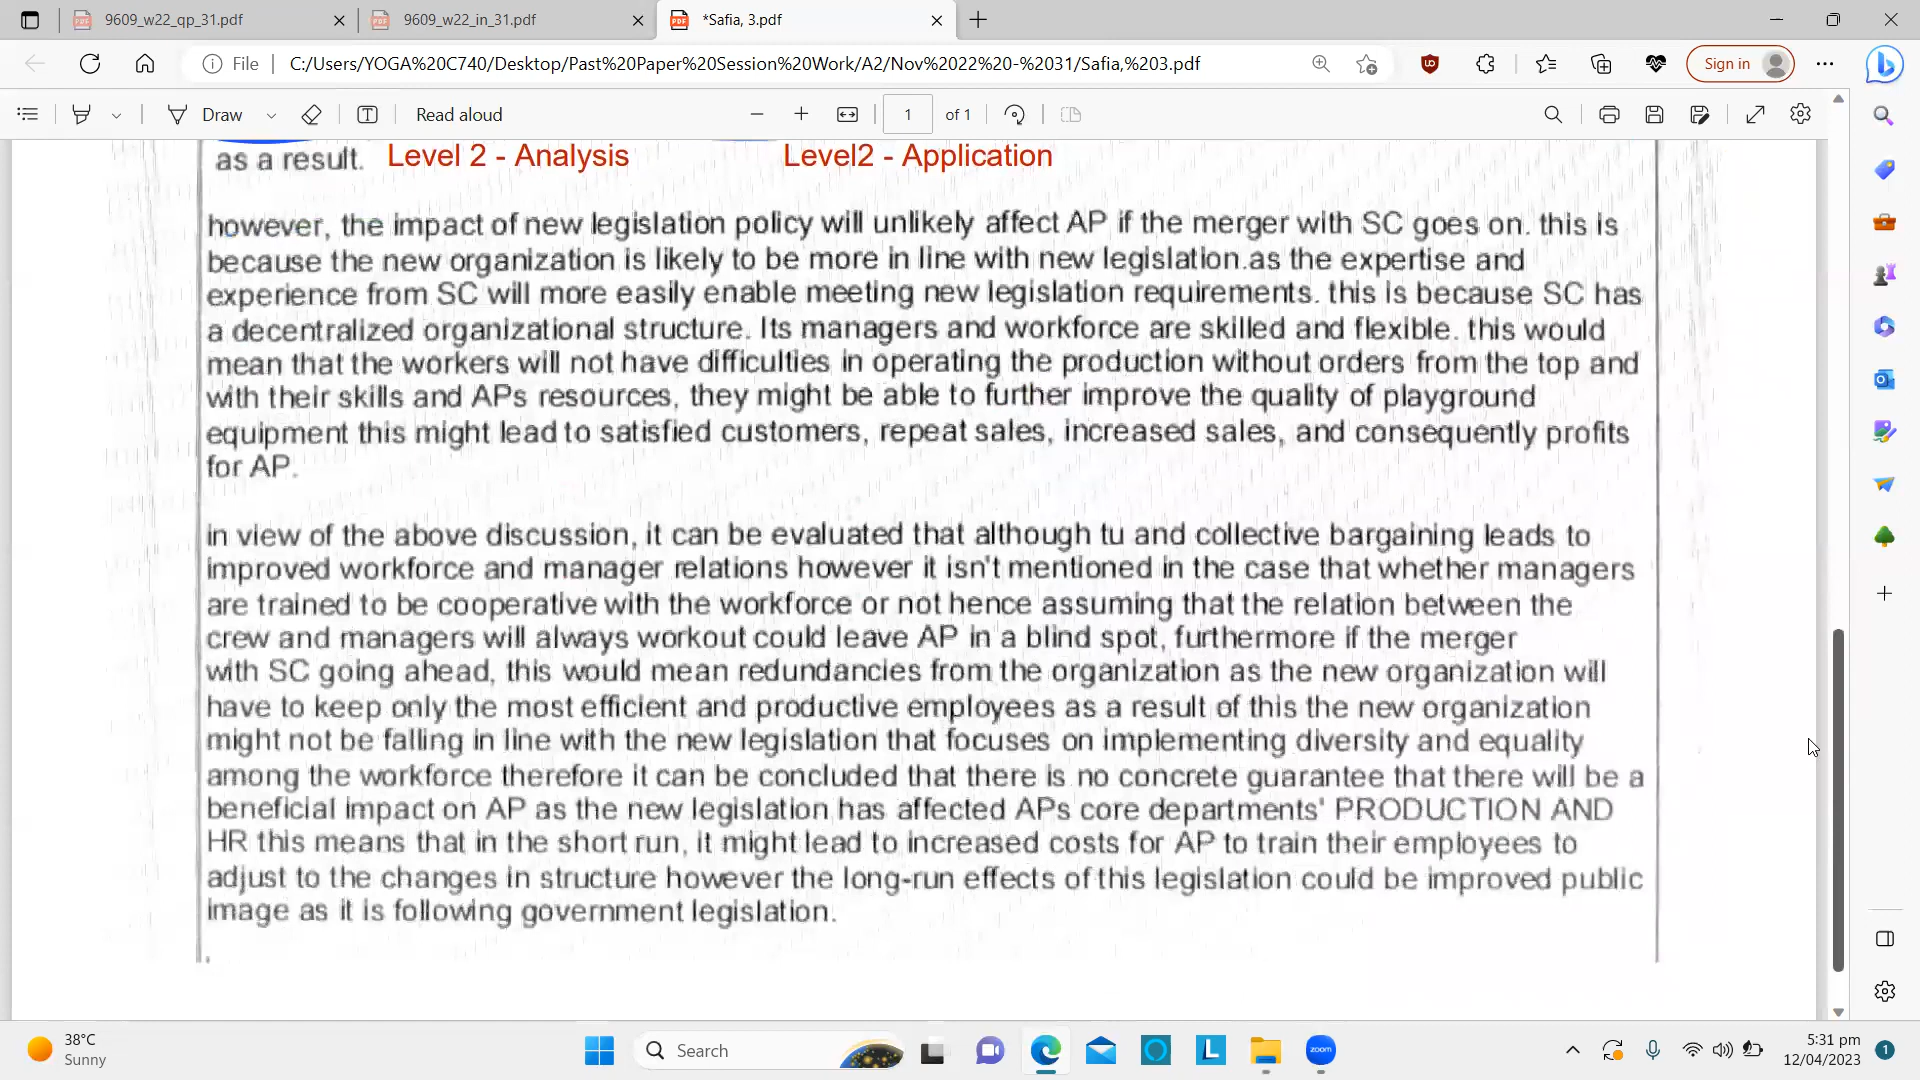 9609_w22_qp_31.pdf
9609_w22_in_31.pdf
*Safia, 3.pdf
File
C:/Users/YOGA%20C740/Desktop/Past%20Paper%20Session%20Work/A2/Nov%2022%20-%2031/Safia,%203.pdf
Sign in
Draw
Read aloud
1
of 1
as a result. Level 2 - Analysis Level2 - Application
however, the impact of new legislation policy will unlikely affect AP if the merger with SC goes on. this is
because the new organization is likely to be more in line with new legislation.as the expertise and
experience from SC will more easily enable meeting new legislation requirements. this is because SC has
a decentralized organizational structure. Its managers and workforce are skilled and flexible. this would
mean that the workers will not have difficulties in operating the production without orders from the top and
with their skills and APs resources, they might be able to further improve the quality of playground
equipment this might lead to satisfied customers, repeat sales, increased sales, and consequently profits
for AP.
in view of the above discussion, it can be evaluated that although tu and collective bargaining leads to
improved workforce and manager relations however it isn't mentioned in the case that whether managers
are trained to be cooperative with the workforce or not hence assuming that the relation between the
crew and managers will always workout could leave AP in a blind spot, furthermore if the merger
with SC going ahead, this would mean redundancies from the organization as the new organization will
have to keep only the most efficient and productive employees as a result of this the new organization
might not be falling in line with the new legislation that focuses on implementing diversity and equality
among the workforce therefore it can be concluded that there is no concrete guarantee that there will be a
beneficial impact on AP as the new legislation has affected APs core departments' PRODUCTION AND
HR this means that in the short run, it might lead to increased costs for AP to train their employees to
adjust to the changes in structure however the long-run effects of this legislation could be improved public
image as it is following government legislation.
38°C
Sunny
Search
zoom
5:31 pm
12/04/2023
1